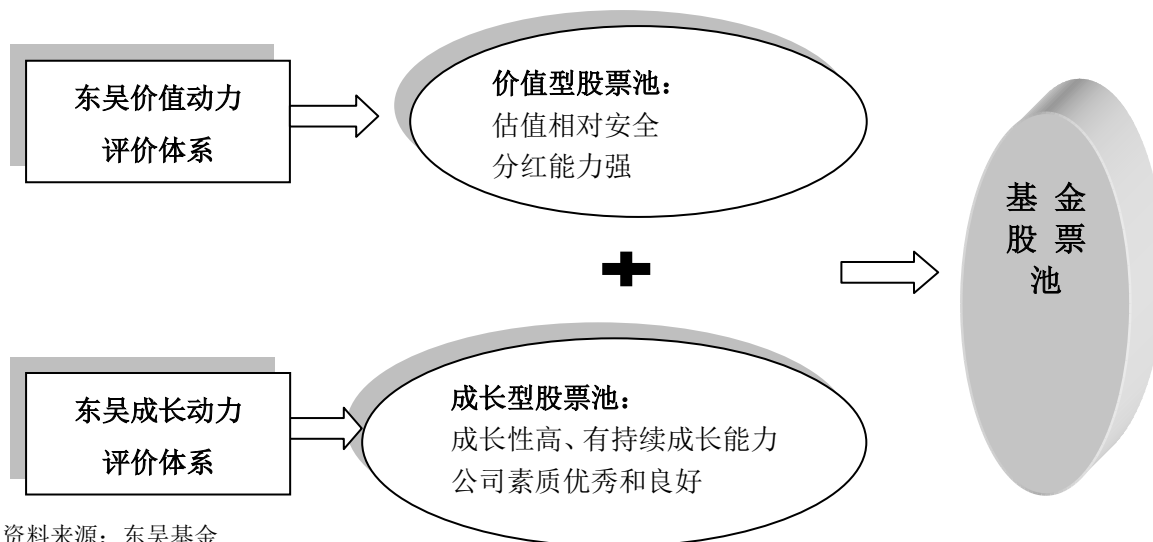 东吴价值动力
评价体系
价值型股票池：
估值相对安全
分红能力强
基 金
股 票
池
东吴成长动力
评价体系
成长型股票池：
成长性高、有持续成长能力
公司素质优秀和良好
资料来源：东吴基金